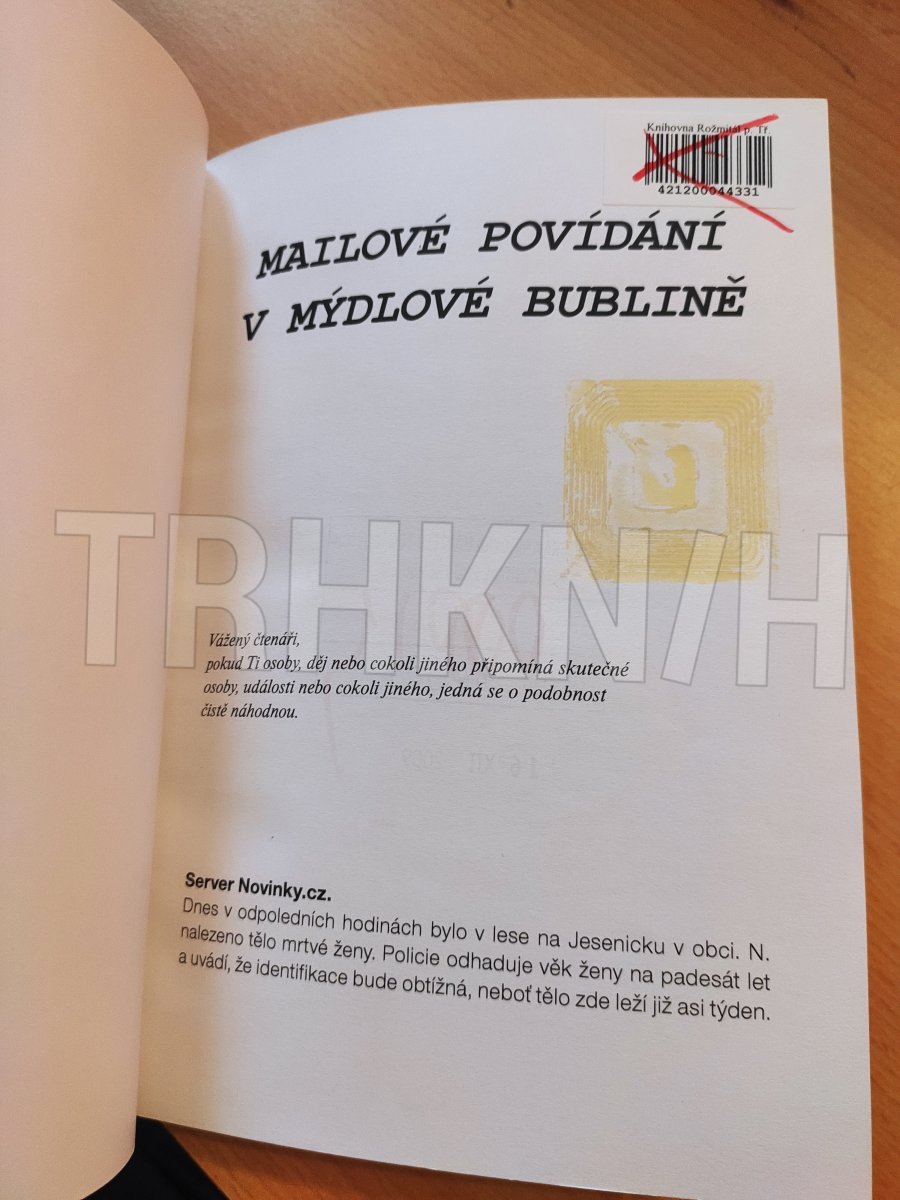 Knihovna Rožmitál p. Tř.
421200044331
MAILOVÉ POVÍDÁNÍ
V MÝDLOVÉ BUBLINĚ
TRHKNIH
Vážený čtenáři,
pokud Ti osoby, děj nebo cokoli jiného připomíná skutečné
osoby, události nebo cokoli jiného, jedná se o podobnost
čistě náhodnou.
Server Novinky.cz.
Dnes v odpoledních hodinách bylo v lese na Jesenicku v obci. N.
nalezeno tělo mrtvé ženy. Policie odhaduje věk ženy na padesát let
a uvádí, že identifikace bude obtížná, neboť tělo zde leží již asi týden.